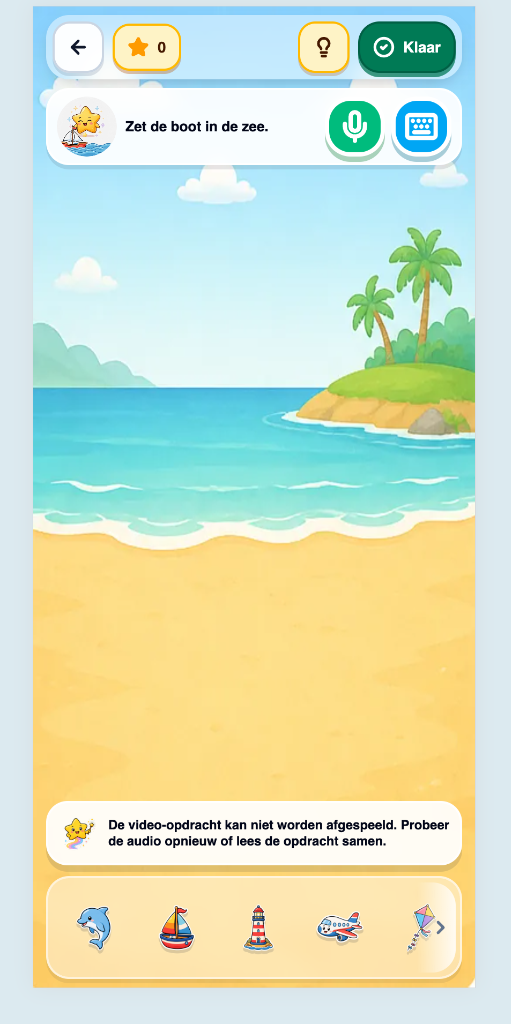 0
Klaar
Zet de boot in de zee.
De video-opdracht kan niet worden afgespeeld. Probeer
de audio opnieuw of lees de opdracht samen.